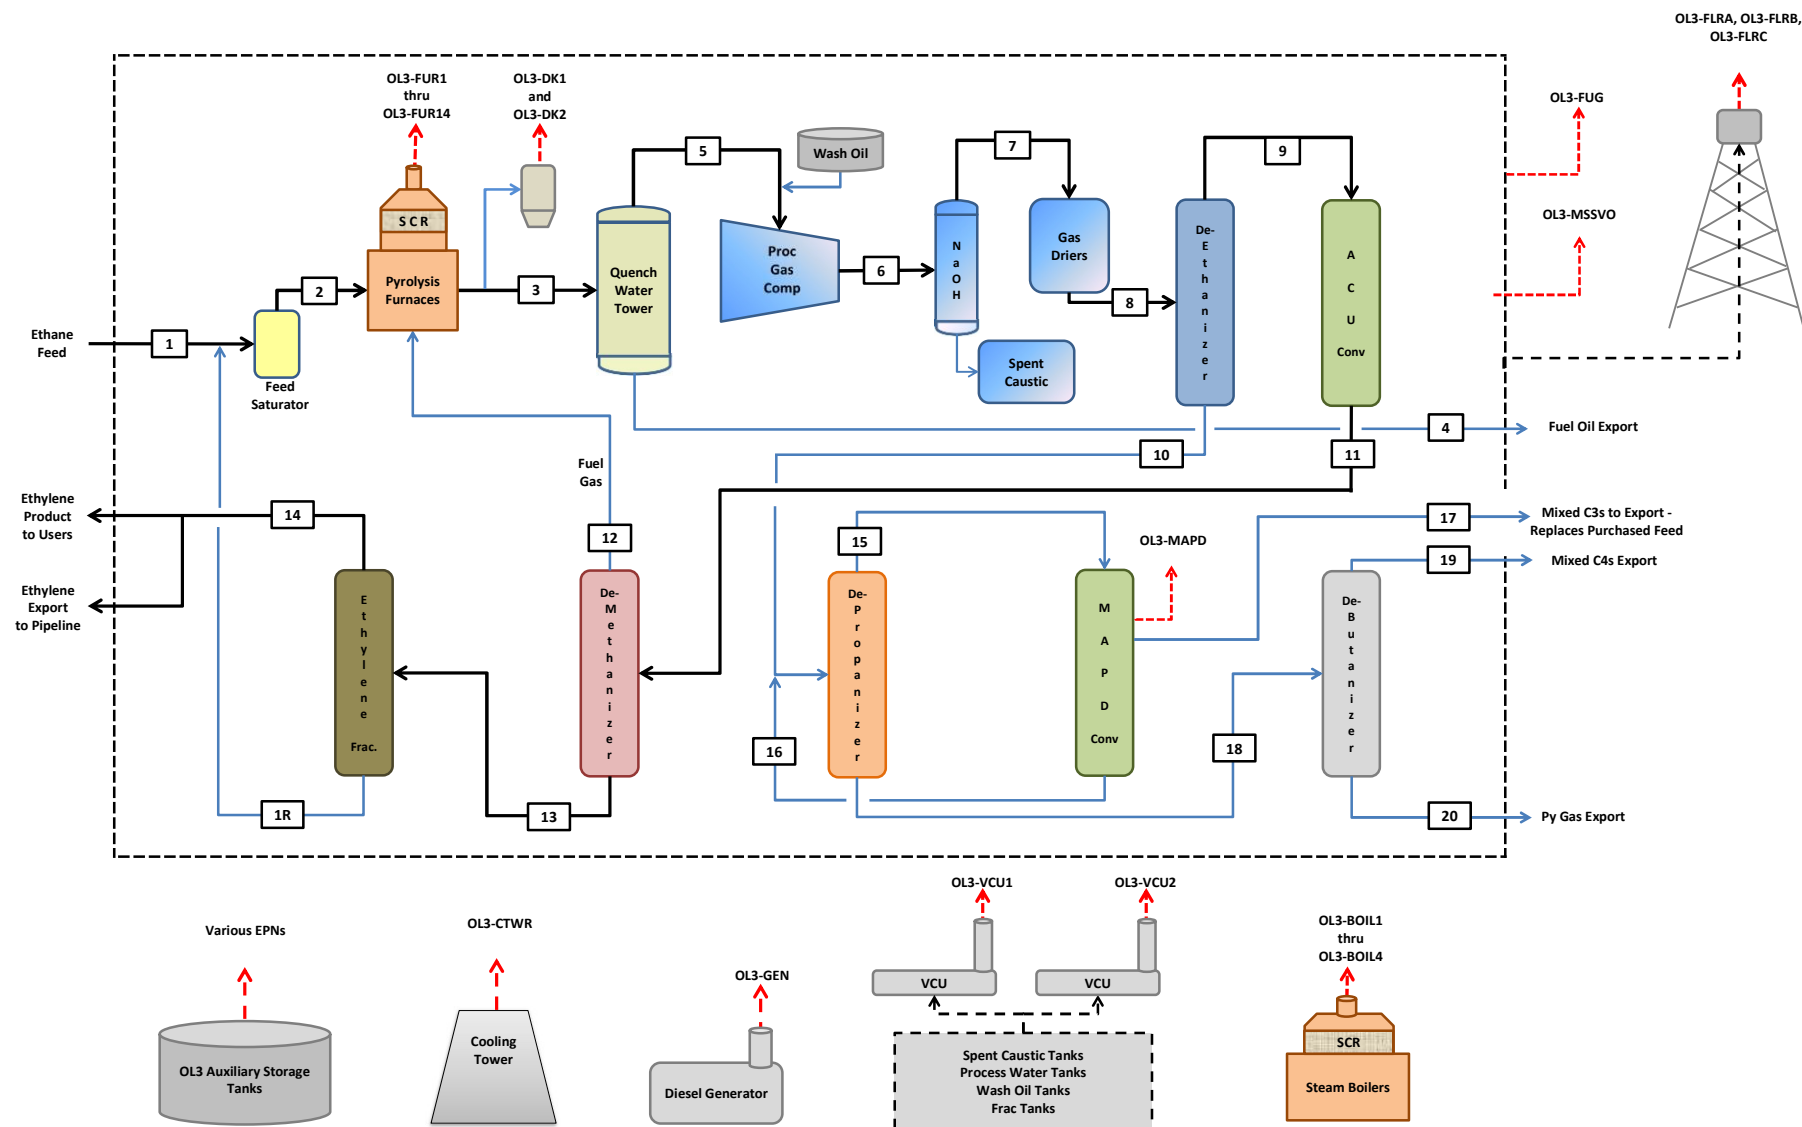 OL3-FLRA, OL3-FLRB,
OL3-FLRC
OL3-FUR1
thru
OL3-FUR14
OL3-DK1
and
OL3-DK2
OL3-FUG
OL3-MSSVO
5
Wash Oil
7
9
S C R
Pyrolysis
Furnaces
2
3
Quench
Water
Tower
Proc
Gas
Comp
6
N
a
O
H
Gas
Driers
8
De-
E
t
h
a
n
i
z
e
r
A
C
U
Conv
Ethane
Feed
1
Feed
Saturator
Spent
Caustic
4
Fuel Oil Export
10
11
Fuel
Gas
Ethylene
Product
to Users
14
12
15
17
Mixed C3s to Export -
Replaces Purchased Feed
OL3-MAPD
19
Mixed C4s Export
Ethylene
Export
to Pipeline
E
t
h
y
l
e
n
e
Frac.
De-
M
e
t
h
a
n
i
z
e
r
De-
P
r
o
p
a
n
i
z
e
r
M
A
P
D
Conv
De-
B
u
t
a
n
i
z
e
r
16
18
1R
13
20
Py Gas Export
Various EPNs
OL3-CTWR
OL3-GEN
OL3-VCU1
OL3-VCU2
OL3-BOIL1
thru
OL3-BOIL4
VCU
VCU
OL3 Auxiliary Storage
Tanks
Cooling
Tower
Diesel Generator
Spent Caustic Tanks
Process Water Tanks
Wash Oil Tanks
Frac Tanks
SCR
Steam Boilers